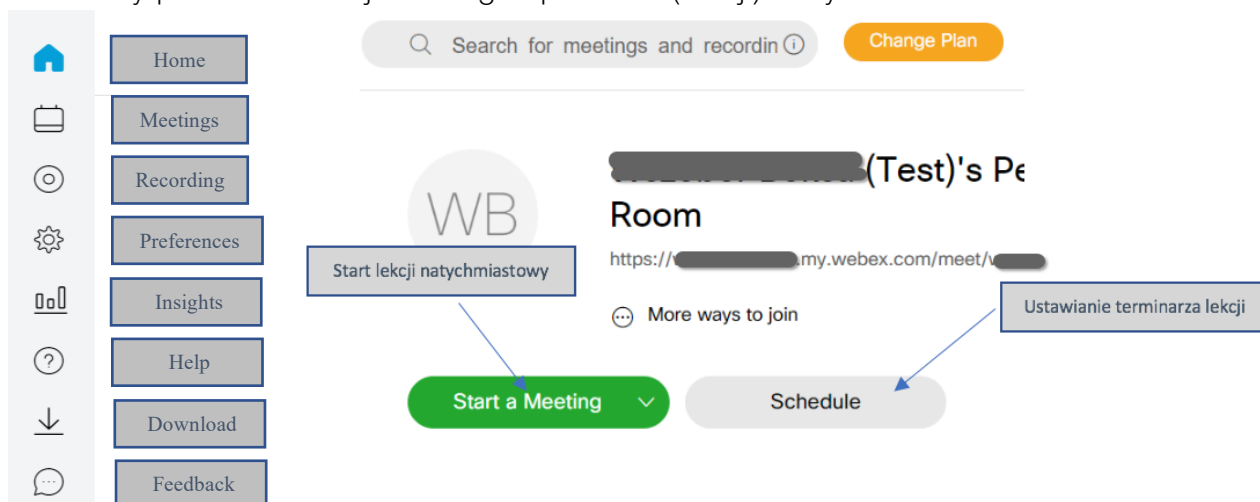 Home
Meetings
Recording
Preferences
Insights
Help
Download
Feedback
Search for meetings and recordin
Change Plan
WB
(Test)'s Pe
Room
https:// .my.webex.com/meet/
More ways to join
Start lekcji natychmiastowy
Ustawianie terminarza lekcji
Start a Meeting
Schedule